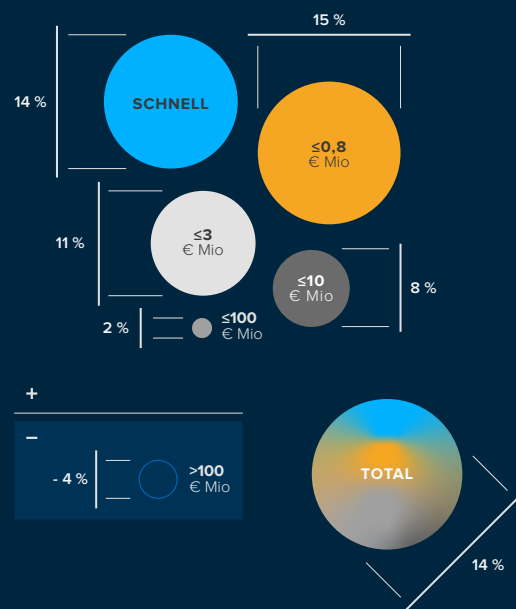 15 %
14 %
SCHNELL
≤0,8
€ Mio
11 %
≤3
€ Mio
≤10
€ Mio
8 %
2 %
≤100
€ Mio
+
–
- 4 %
>100
€ Mio
TOTAL
14 %